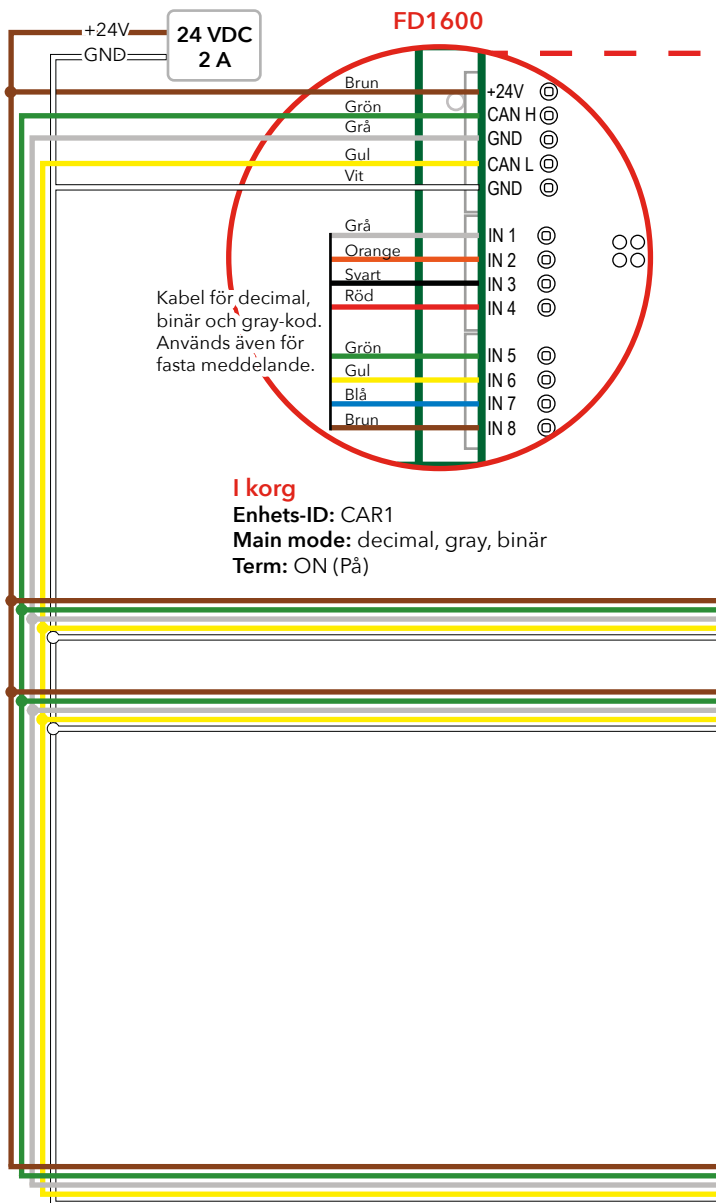 +24V
GND
24 VDC
2 A
FD1600
Brun
+24V
Grön
CAN H
Grå
GND
Gul
CAN L
Vit
GND
Grå
IN 1
Orange
IN 2
Svart
IN 3
Röd
IN 4
Kabel för decimal,
binär och gray-kod.
Används även för
fasta meddelande.
Grön
IN 5
Gul
IN 6
Blå
IN 7
Brun
IN 8
I korg
Enhets-ID: CAR1
Main mode: decimal, gray, binär
Term: ON (På)